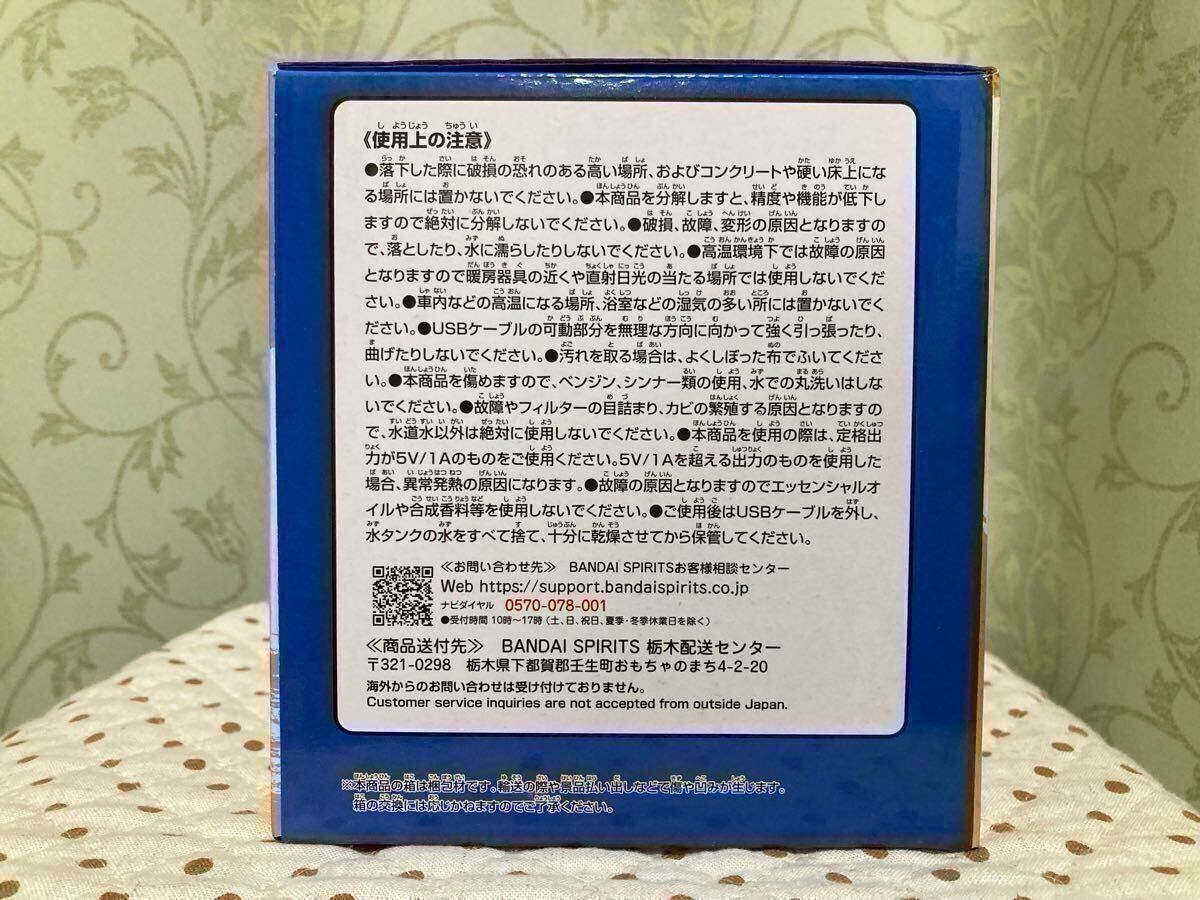 《使用上の注意》
●落下した際に破損の恐れのある高い場所、およびコンクリートや硬い床上にな
る場所には置かないでください。●本商品を分解しますと、精度や機能が低下し
ますので絶対に分解しないでください。●破損、故障、変形の原因となりますの
で、落としたり、水に濡らしたりしないでください。●高温環境下では故障の原因
となりますので暖房器具の近くや直射日光の当たる場所では使用しないでくだ
さい。●車内などの高温になる場所、浴室などの湿気の多い所には置かないでく
ださい。●USBケーブルの可動部分を無理な方向に向かって強く引っ張ったり、
曲げたりしないでください。●汚れを取る場合は、よくしぼった布でふいてくださ
い。●本商品を傷めますので、ベンジン、シンナー類の使用、水での丸洗いはしな
いでください。●故障やフィルターの目詰まり、カビの繁殖する原因となりますの
で、水道水以外は絶対に使用しないでください。●本商品を使用の際は、定格出
力が5V/1Aのものをご使用ください。5V/1Aを超える出力のものを使用した
場合、異常発熱の原因になります。●故障の原因となりますのでエッセンシャルオ
イルや合成香料等を使用しないでください。●ご使用後はUSBケーブルを外し、
水タンクの水をすべて捨て、十分に乾燥させてから保管してください。
≪お問い合わせ先≫ BANDAI SPIRITSお客様相談センター
Web https://support.bandaispirits.co.jp
ナビダイヤル 0570-078-001
●受付時間 10時～17時（土、日、祝日、夏季・冬季休業日を除く）
≪商品送付先≫ BANDAI SPIRITS 栃木配送センター
〒321-0298 栃木県下都賀郡壬生町おもちゃのまち4-2-20
海外からのお問い合わせは受け付けておりません。
Customer service inquiries are not accepted from outside Japan.
※本商品の箱は梱包材です。輸送の際や景品払い出しなどで傷や凹みが生じます。
箱の交換には応じかねますのでご了承ください。